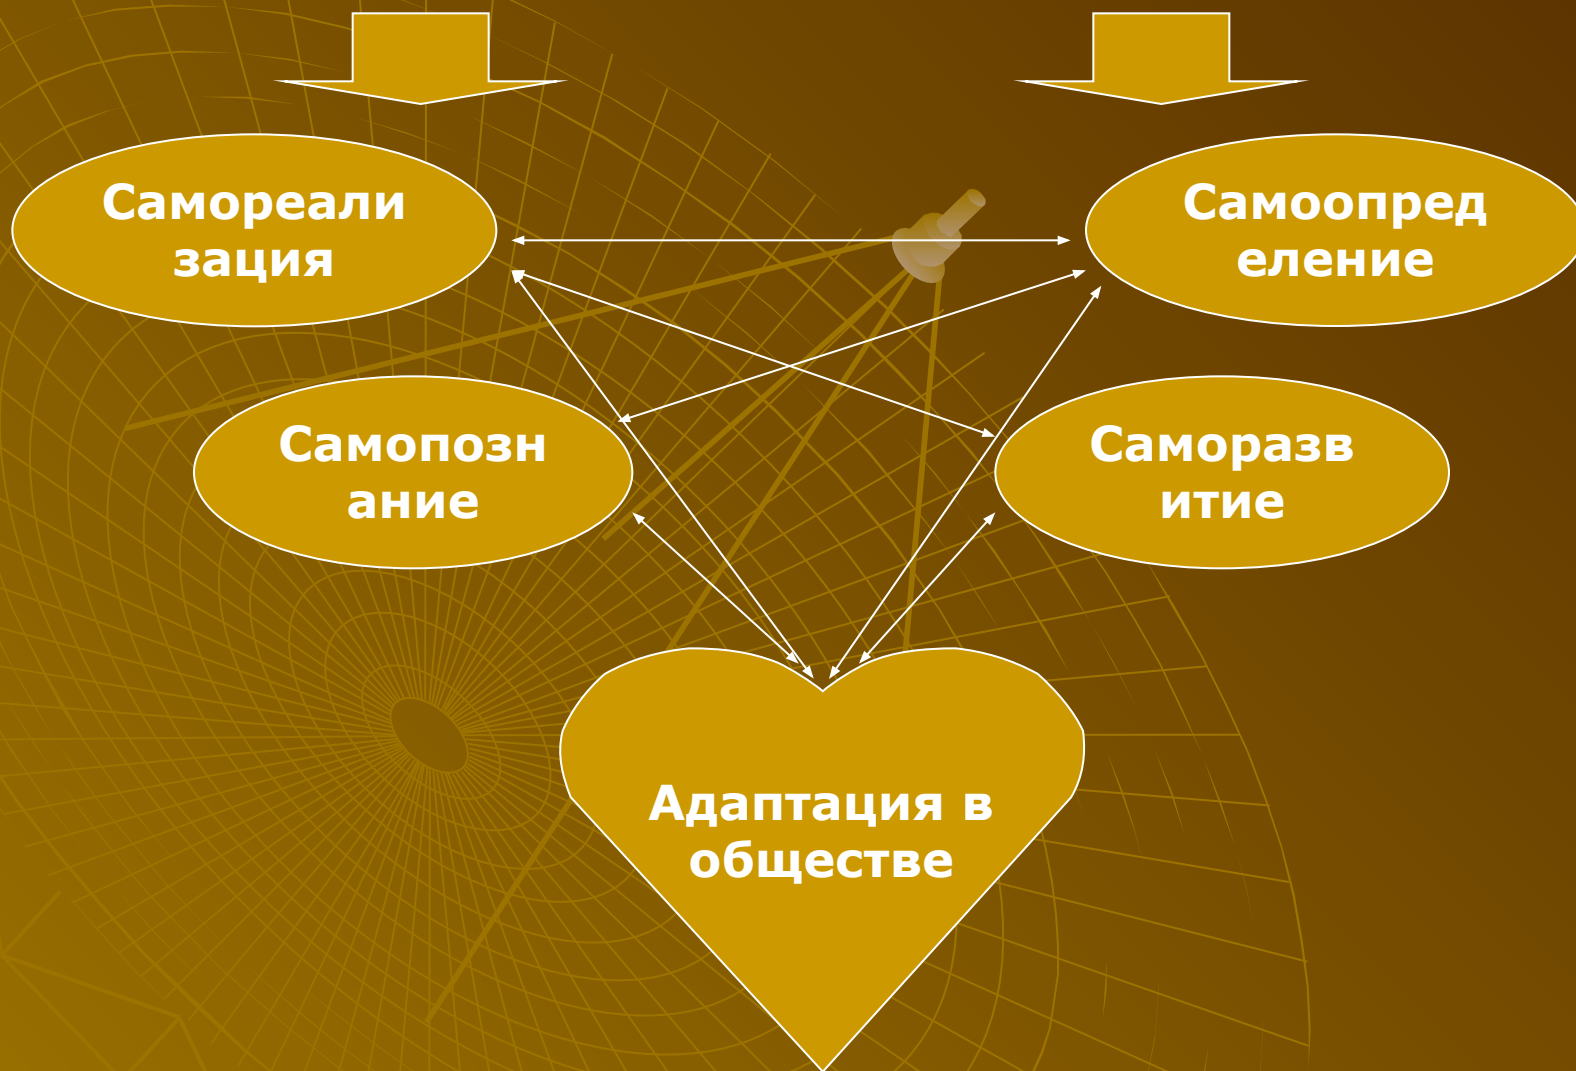 Самореали
зация
Самоопред
еление
Самопозн
ание
Саморазв
итие
Адаптация в
обществе